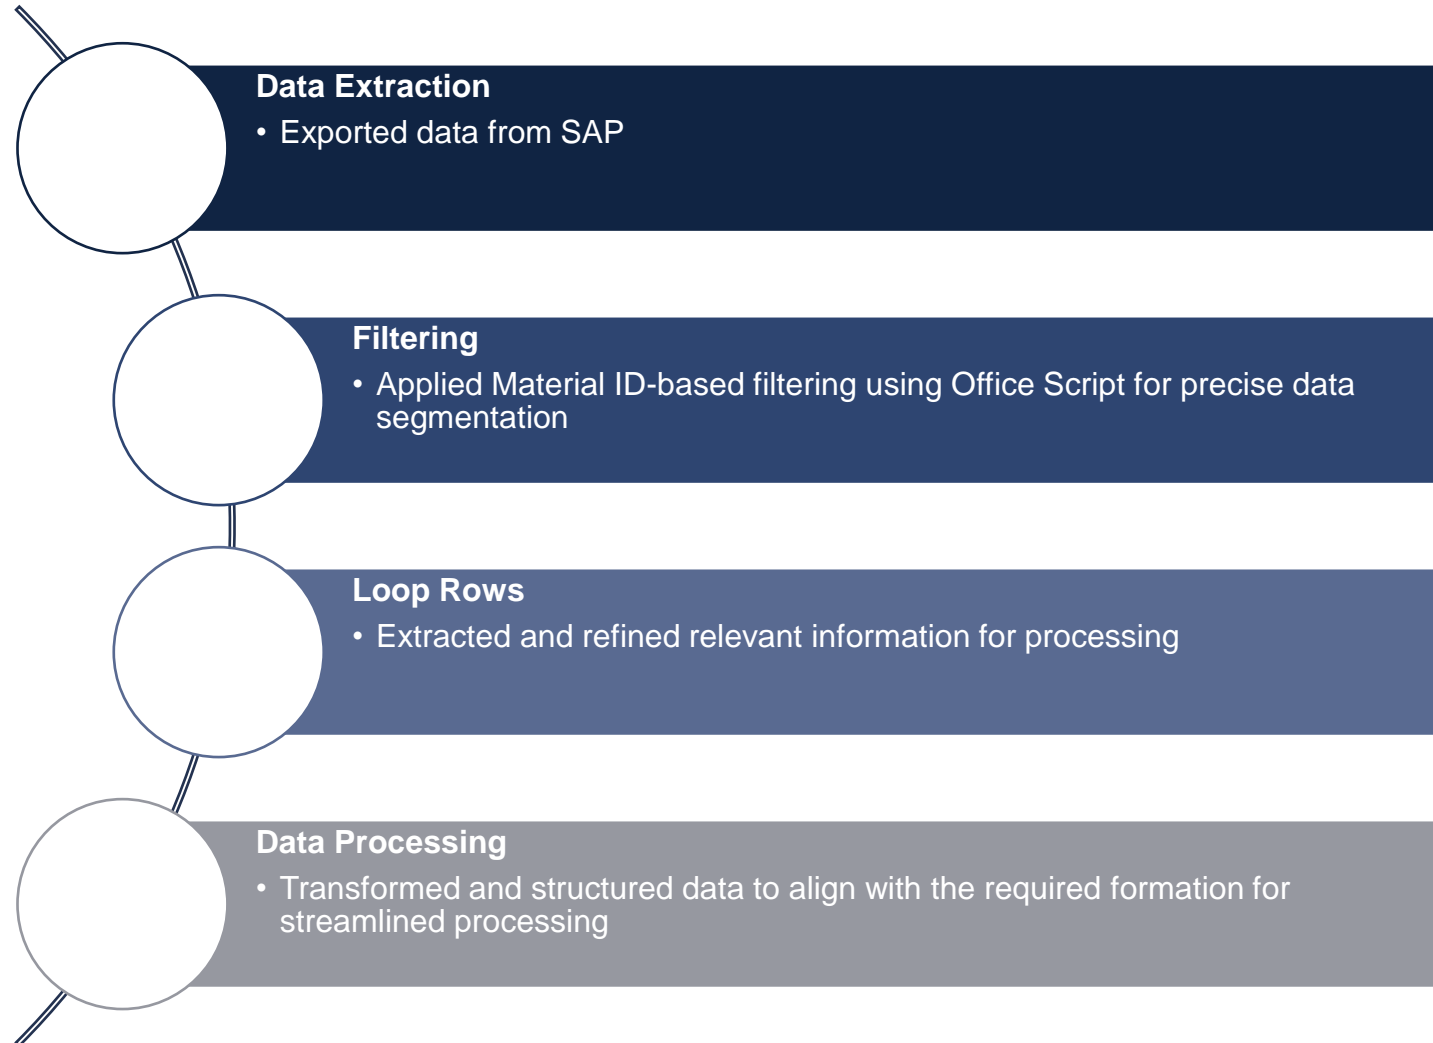 Data Extraction
• Exported data from SAP
Filtering
• Applied Material ID-based filtering using Office Script for precise data
segmentation
Loop Rows
• Extracted and refined relevant information for processing
Data Processing
• Transformed and structured data to align with the required formation for
streamlined processing